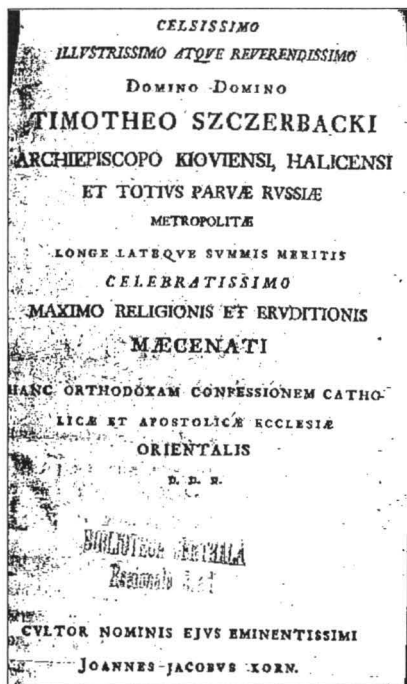 CELSISSIMO
ILLVSTRISSIMO ATQVE REVERENDISSIMO
DOMINO DOMINO
TIMOTHEO SZCZERBACKI
ARCHIEPISCOPO KIOVIENSI, HALICENSI
ET TOTIVS PARVÆ RVSSIÆ
METROPOLITÆ
LONGE LATEQVE SVMMIS MERITIS
CELEBRATISSIMO
MAXIMO RELIGIONIS ET ERVDITIONIS
MÆCENATI
HANC ORTHODOXAM CONFESSIONEM CATHO-
LICÆ ET APOSTOLICÆ ECCLESIÆ
ORIENTALIS
D. D. 
BIBLIOTECA CENTRALA
CVLTOR NOMINIS EJVS EMINENTISSIMI
JOANNES JACOBVS KORN.